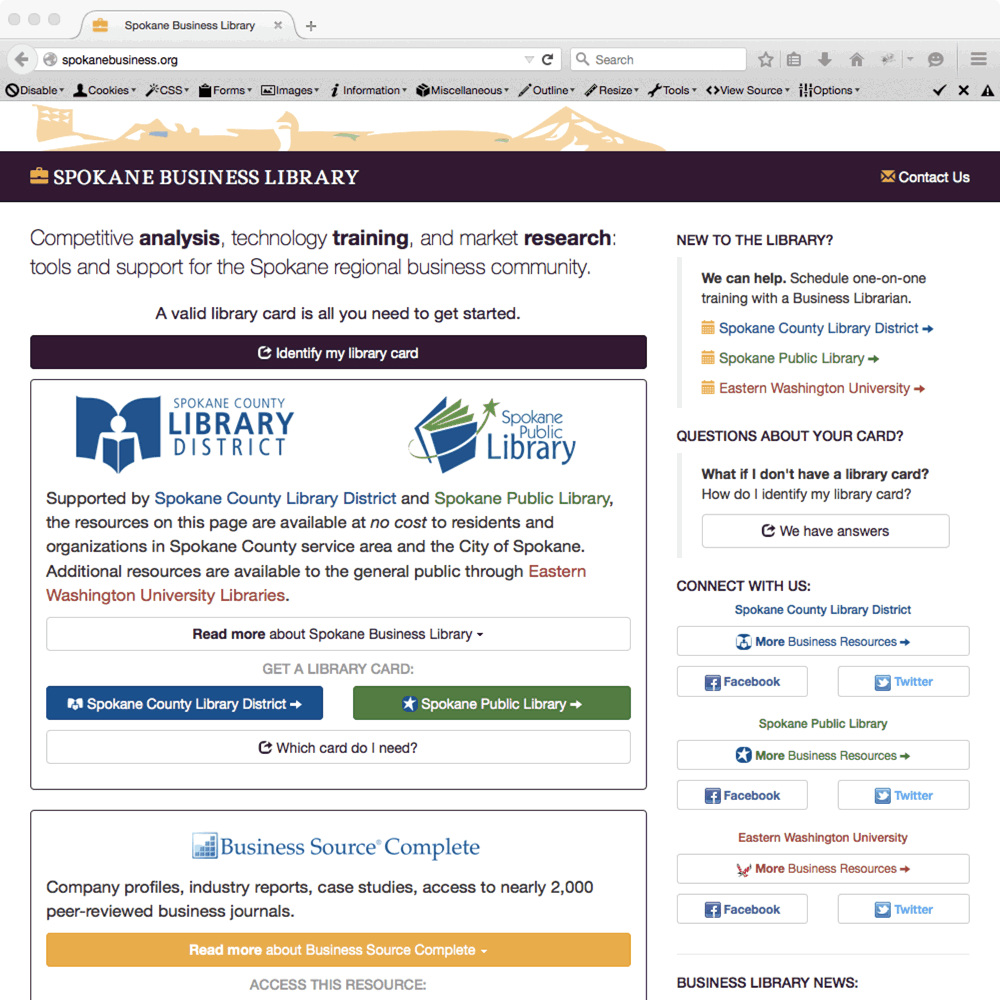 Spokane Business Library
spokanebusiness.org
Search
Disable Cookies CSS Forms Images Information Miscellaneous Outline Resize Tools View Source Options
SPOKANE BUSINESS LIBRARY
Contact Us
Competitive analysis, technology training, and market research:
tools and support for the Spokane regional business community.
A valid library card is all you need to get started.
Identify my library card
SPOKANE COUNTY
LIBRARY
DISTRICT
Spokane
Public
Library
Supported by Spokane County Library District and Spokane Public Library,
the resources on this page are available at no cost to residents and
organizations in Spokane County service area and the City of Spokane.
Additional resources are available to the general public through Eastern
Washington University Libraries.
Read more about Spokane Business Library
GET A LIBRARY CARD:
Spokane County Library District
Spokane Public Library
Which card do I need?
Business Source® Complete
Company profiles, industry reports, case studies, access to nearly 2,000
peer-reviewed business journals.
Read more about Business Source Complete
ACCESS THIS RESOURCE:
NEW TO THE LIBRARY?
We can help. Schedule one-on-one
training with a Business Librarian.
Spokane County Library District
Spokane Public Library
Eastern Washington University
QUESTIONS ABOUT YOUR CARD?
What if I don't have a library card?
How do I identify my library card?
We have answers
CONNECT WITH US:
Spokane County Library District
More Business Resources
Facebook
Twitter
Spokane Public Library
More Business Resources
Facebook
Twitter
Eastern Washington University
More Business Resources
Facebook
Twitter
BUSINESS LIBRARY NEWS: